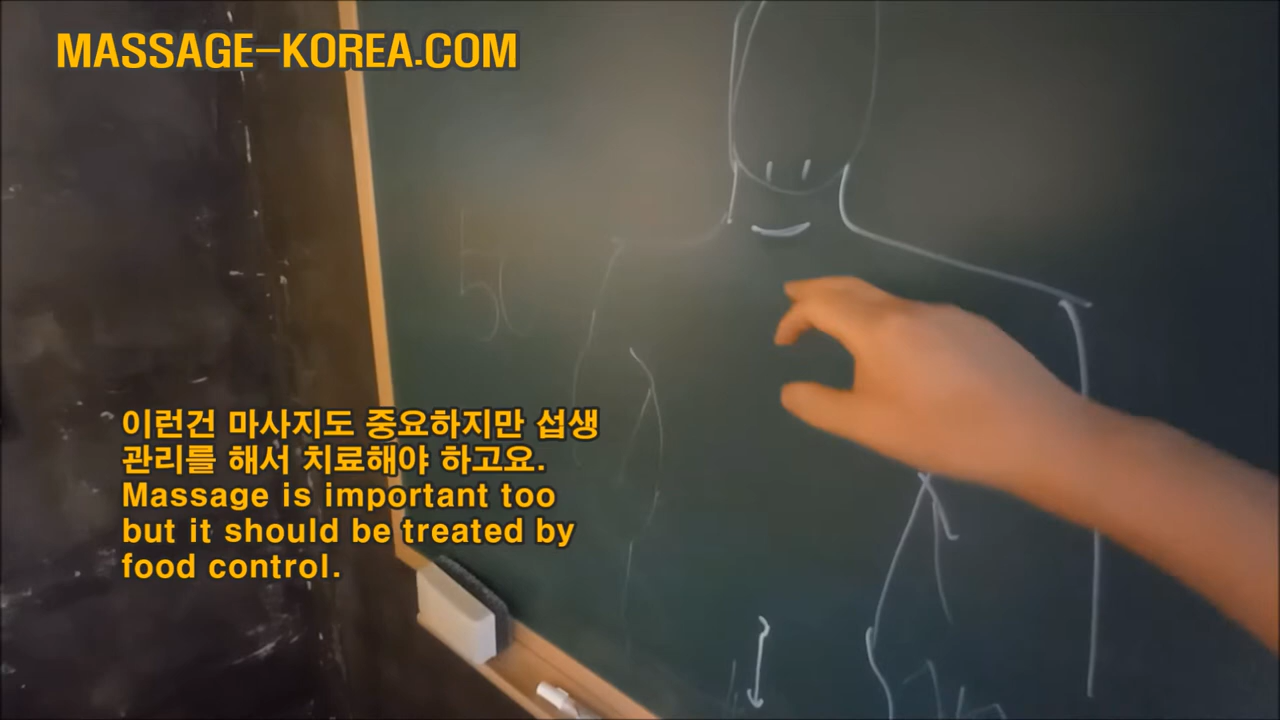 MASSAGE-KOREA.COM
이런건 마사지도 중요하지만 섭생
관리를 해서 치료해야 하고요.
Massage is important too
but it should be treated by
food control.